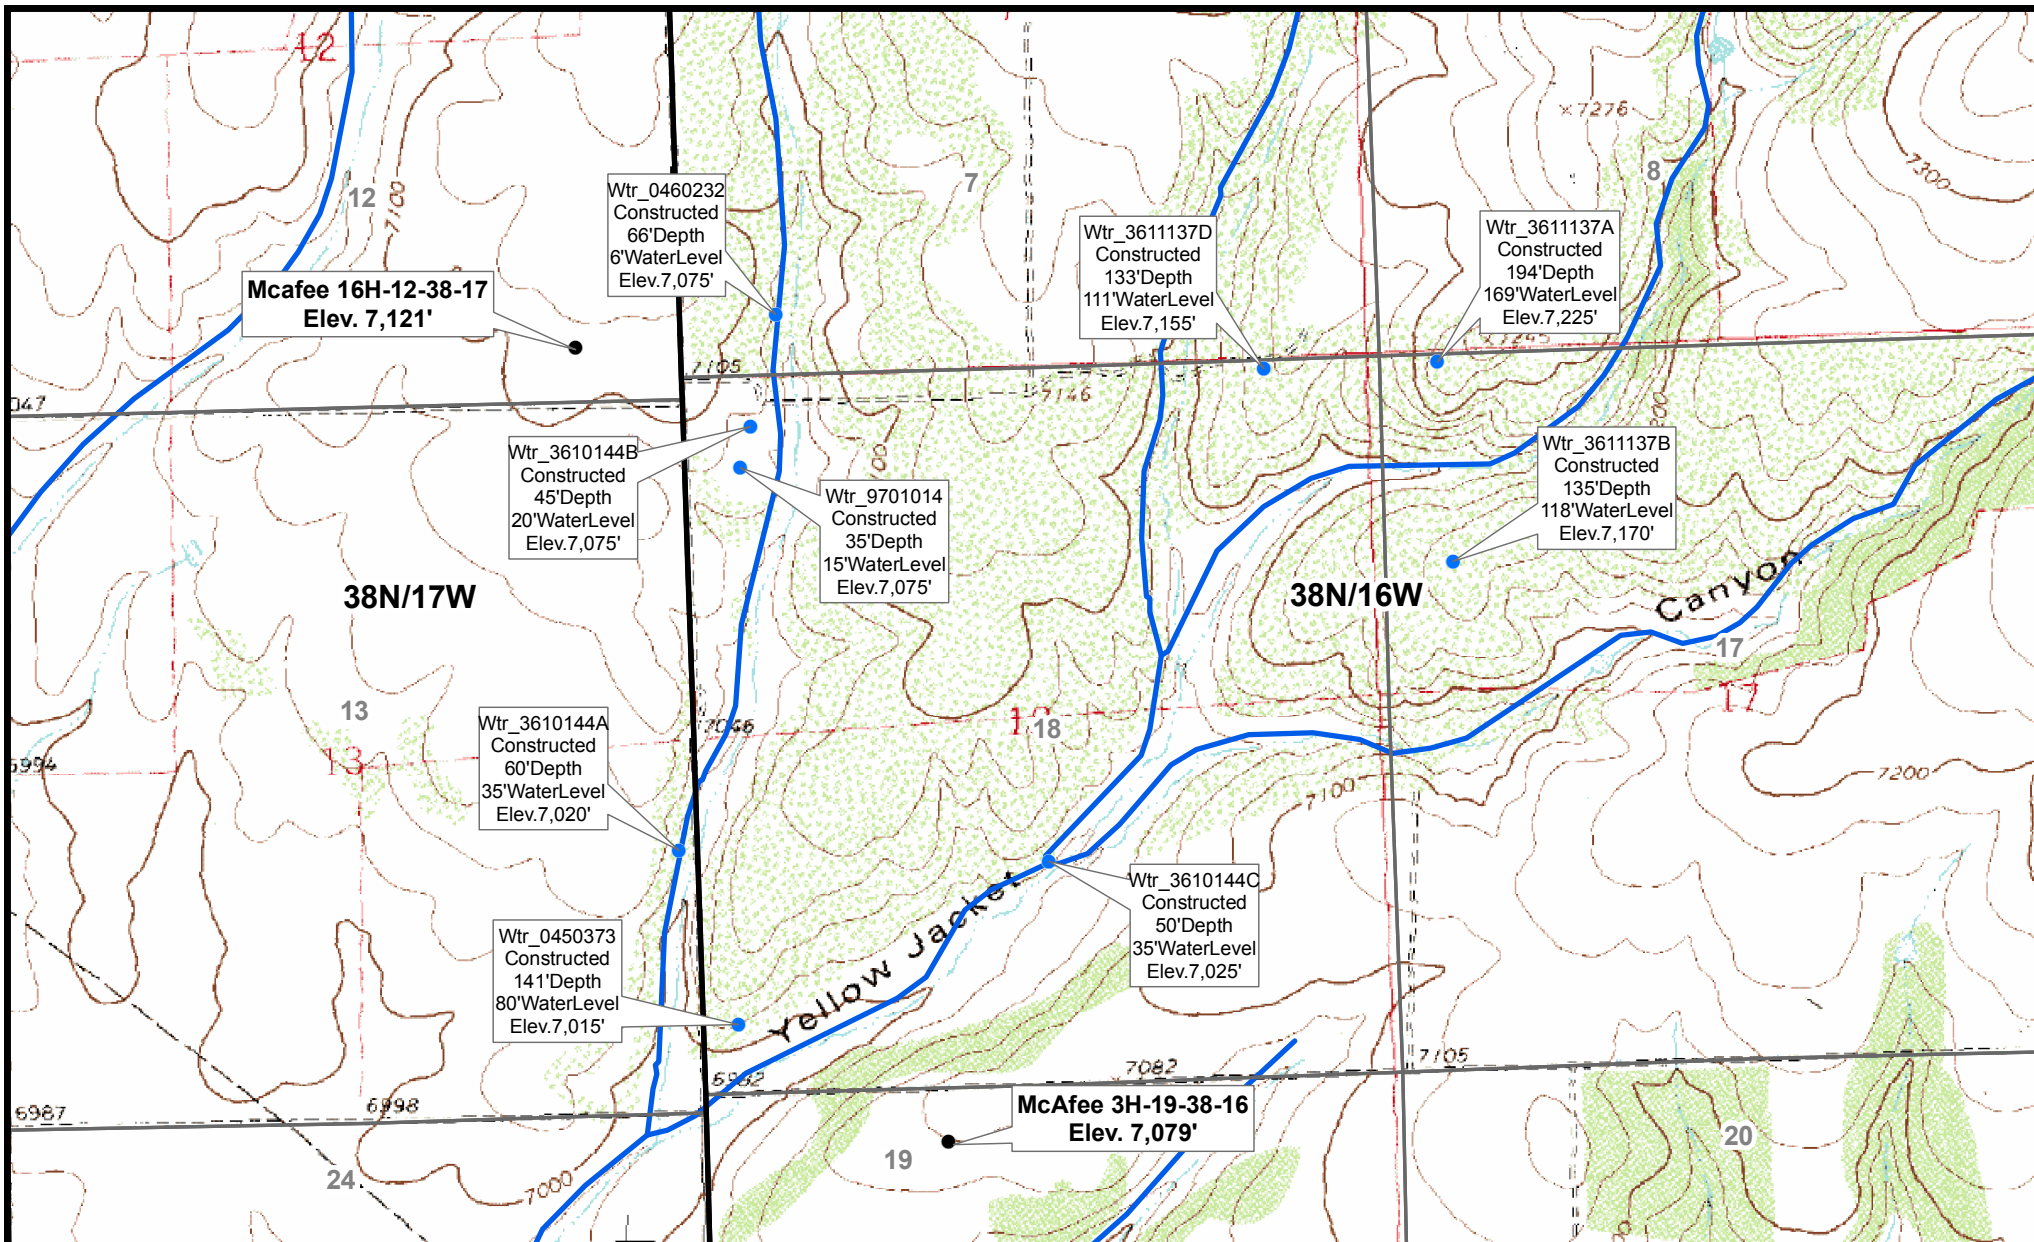 12
12
7100
7
8
×7276
7300
Wtr_0460232
Constructed
66'Depth
6'WaterLevel
Elev.7,075'
Wtr_3611137D
Constructed
133'Depth
111'WaterLevel
Elev.7,155'
Wtr_3611137A
Constructed
194'Depth
169'WaterLevel
Elev.7,225'
Mcafee 16H-12-38-17
Elev. 7,121'
×7245
7105
7146
047
Wtr_3610144B
Constructed
45'Depth
20'WaterLevel
Elev.7,075'
Wtr_9701014
Constructed
35'Depth
15'WaterLevel
Elev.7,075'
Wtr_3611137B
Constructed
135'Depth
118'WaterLevel
Elev.7,170'
38N/17W
38N/16W
Canyon
17
17
13
13
18
7046
5994
7200
7100
Wtr_3610144A
Constructed
60'Depth
35'WaterLevel
Elev.7,020'
Wtr_3610144C
Constructed
50'Depth
35'WaterLevel
Elev.7,025'
Yellow Jacket
Wtr_0450373
Constructed
141'Depth
80'WaterLevel
Elev.7,015'
7082
7105
6987
6998
McAfee 3H-19-38-16
Elev. 7,079'
19
20
24
7000